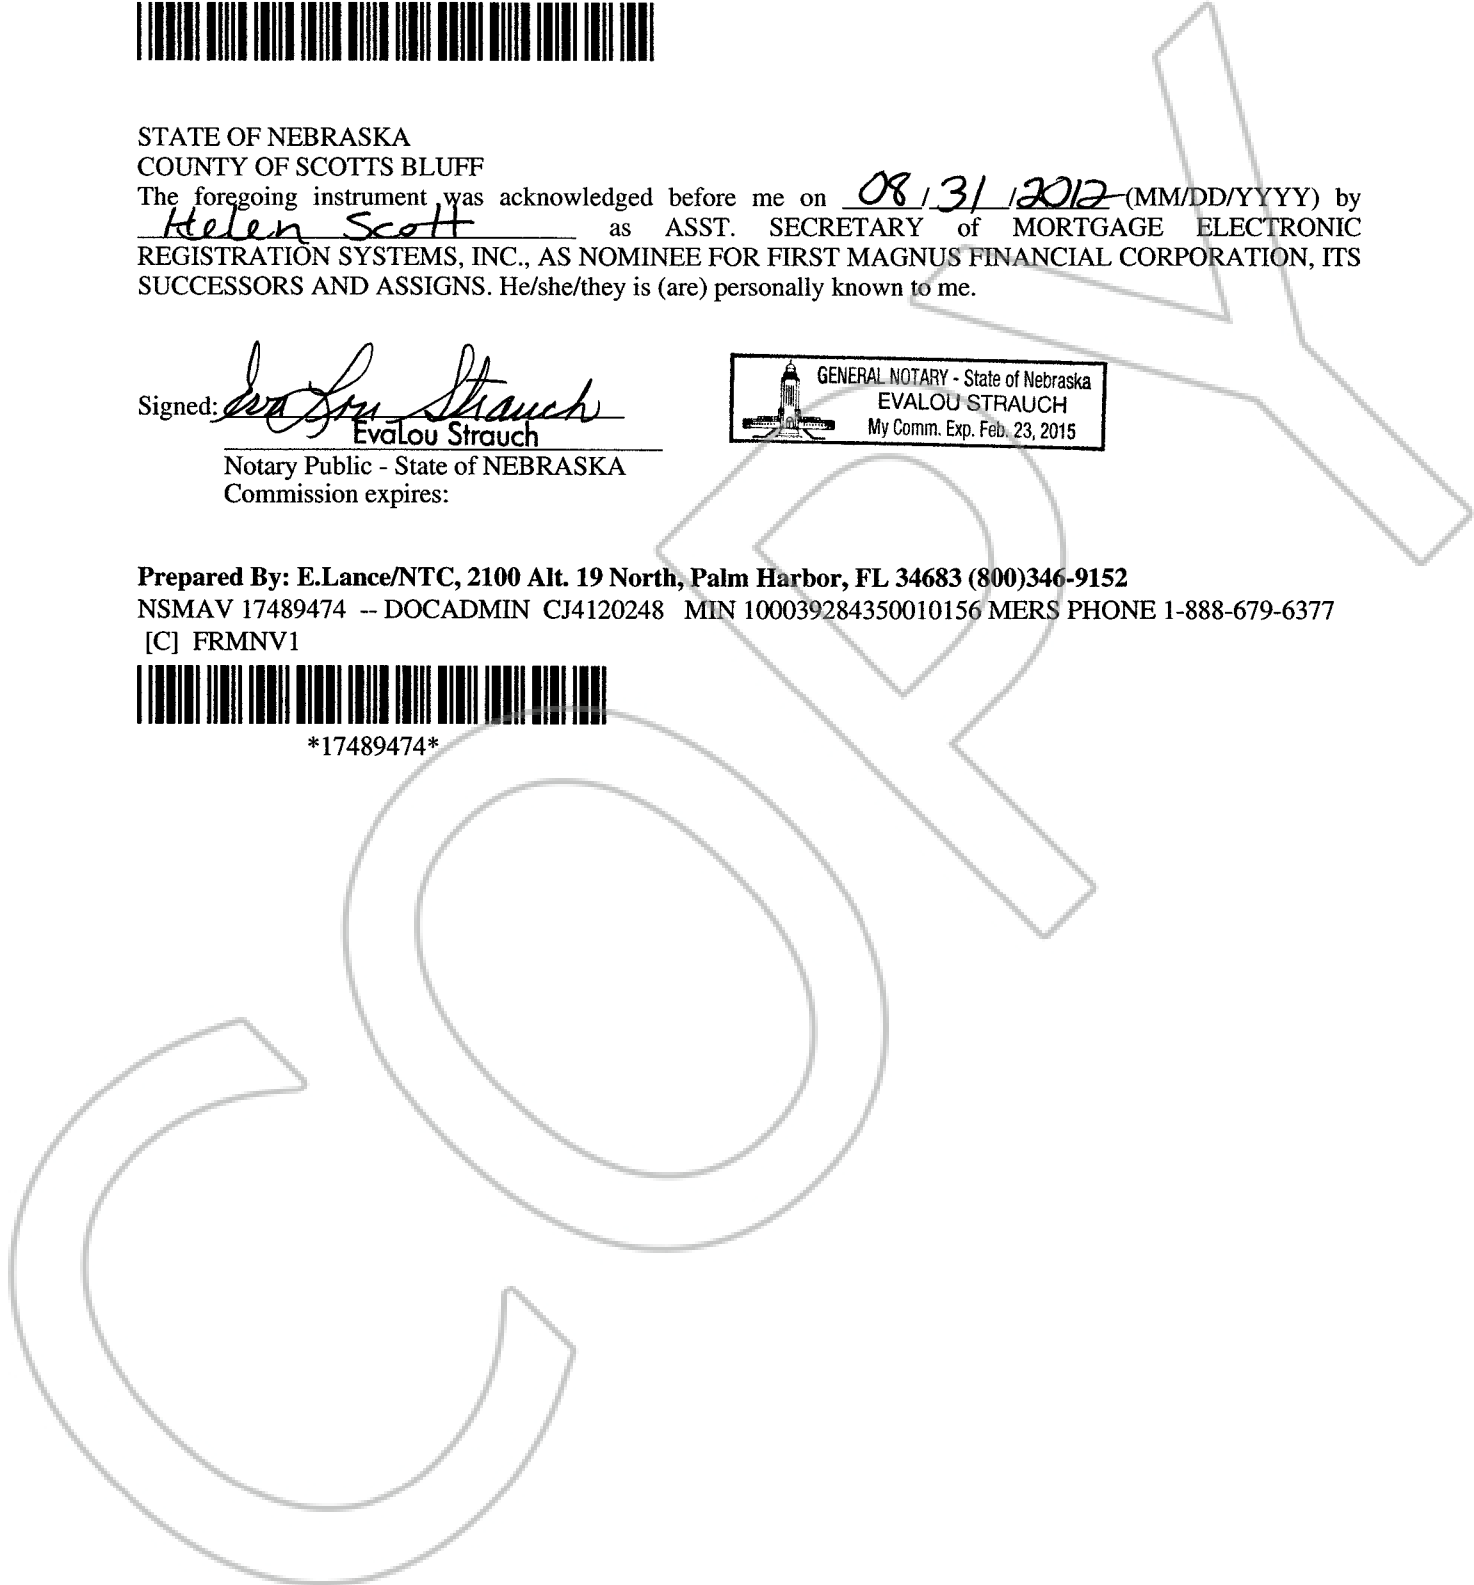 STATE OF NEBRASKA
COUNTY OF SCOTTS BLUFF
The foregoing instrument was acknowledged before me on 08/31/2012 (MM/DD/YYYY) by
Helen Scott as ASST. SECRETARY of MORTGAGE ELECTRONIC
REGISTRATION SYSTEMS, INC., AS NOMINEE FOR FIRST MAGNUS FINANCIAL CORPORATION, ITS
SUCCESSORS AND ASSIGNS. He/she/they is (are) personally known to me.
Signed: Eva Lou Strauch
EvaLou Strauch
Notary Public - State of NEBRASKA
Commission expires:
GENERAL NOTARY - State of Nebraska
EVALOU STRAUCH
My Comm. Exp. Feb. 23, 2015
Prepared By: E.Lance/NTC, 2100 Alt. 19 North, Palm Harbor, FL 34683 (800)346-9152
NSMAV 17489474 -- DOCADMIN CJ4120248 MIN 100039284350010156 MERS PHONE 1-888-679-6377
[C] FRMNV1
*17489474*
COPY